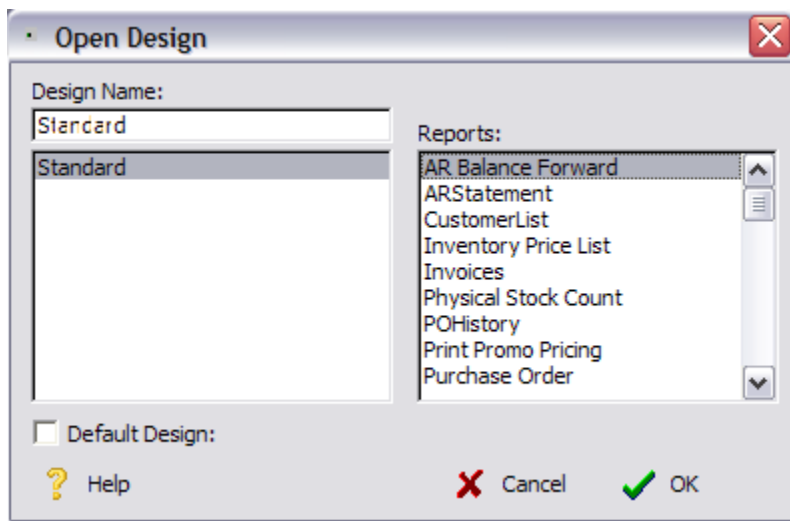 Open Design
Design Name:
Standard
Standard
Reports:
AR Balance Forward
ARStatement
CustomerList
Inventory Price List
Invoices
Physical Stock Count
POHistory
Print Promo Pricing
Purchase Order
Default Design:
Help
Cancel
OK